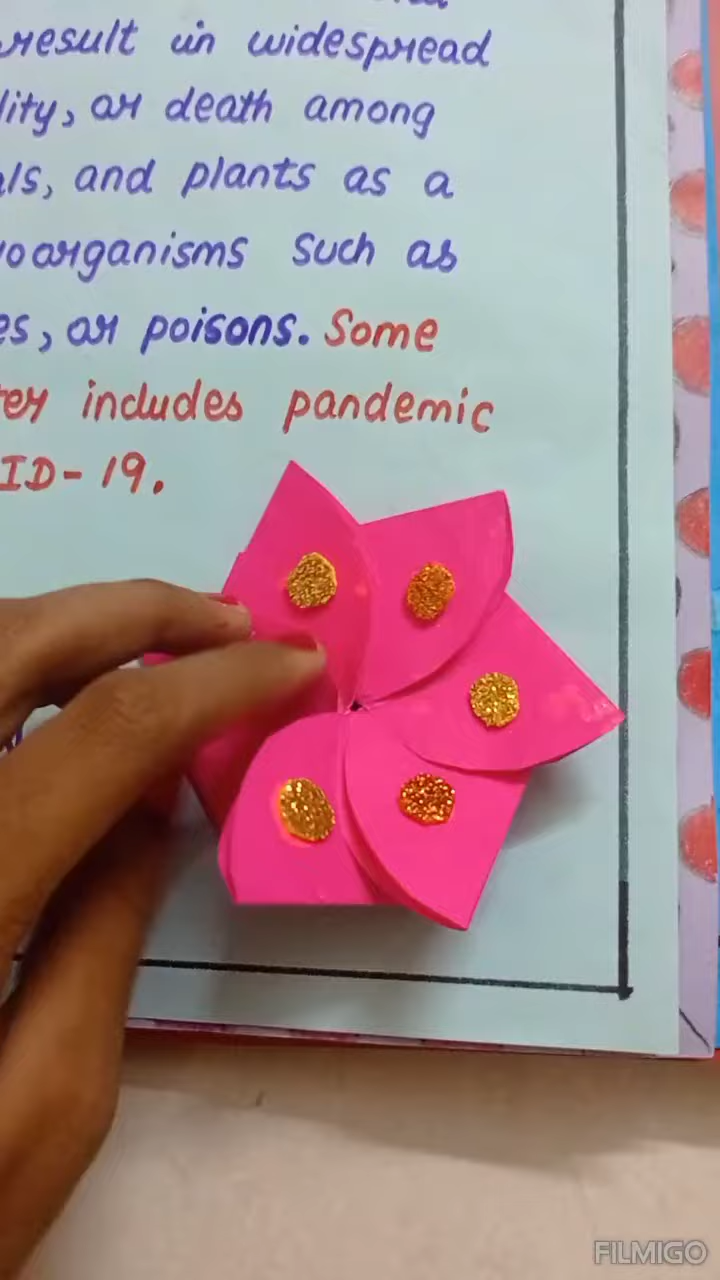 result in widespread
lity, or death among
ls, and plants as a
oorganisms such as
es, or poisons. Some
ter includes pandemic
ID-19.
FILMIGO